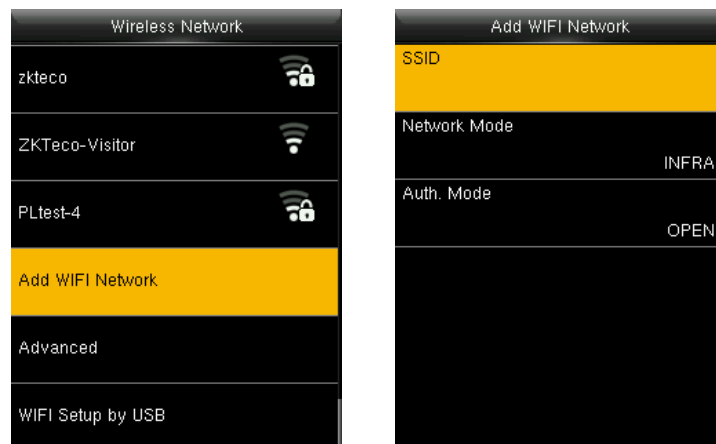 Wireless Network
zkteco
ZKTeco-Visitor
PLtest-4
Add WIFI Network
Advanced
WIFI Setup by USB
Add WIFI Network
SSID
Network Mode
INFRA
Auth. Mode
OPEN